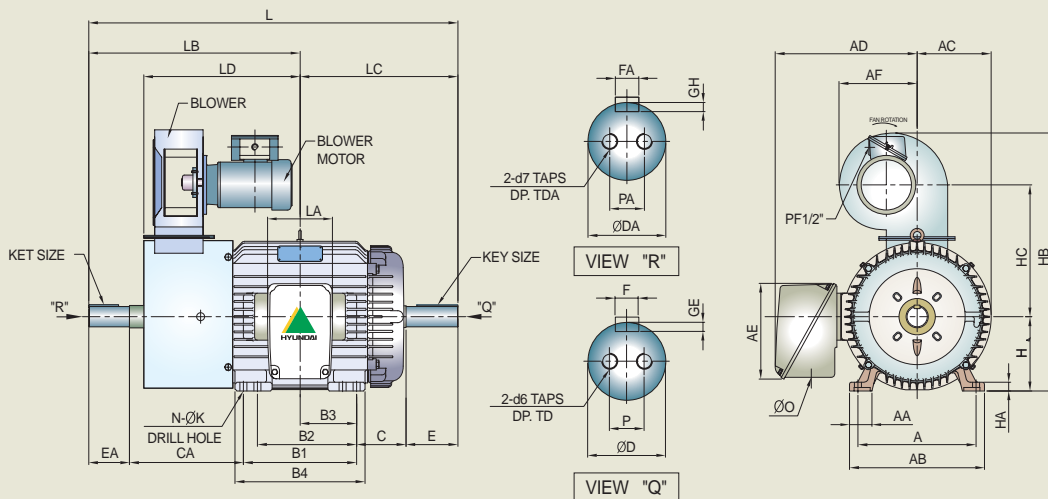 L
LB
LD
LC
BLOWER
BLOWER
MOTOR
LA
KET SIZE
KEY SIZE
"R"
"Q"
HYUNDAI
N-ØK
DRILL HOLE
B3
B2
C
E
EA
CA
B1
B4
FA
GH
2-d7 TAPS
DP. TDA
PA
ØDA
VIEW "R"
F
GE
2-d6 TAPS
DP. TD
P
ØD
VIEW "Q"
AD
AC
AF
FAN ROTATION
PF1/2"
HC
HB
AE
H
ØO
AA
HA
A
AB